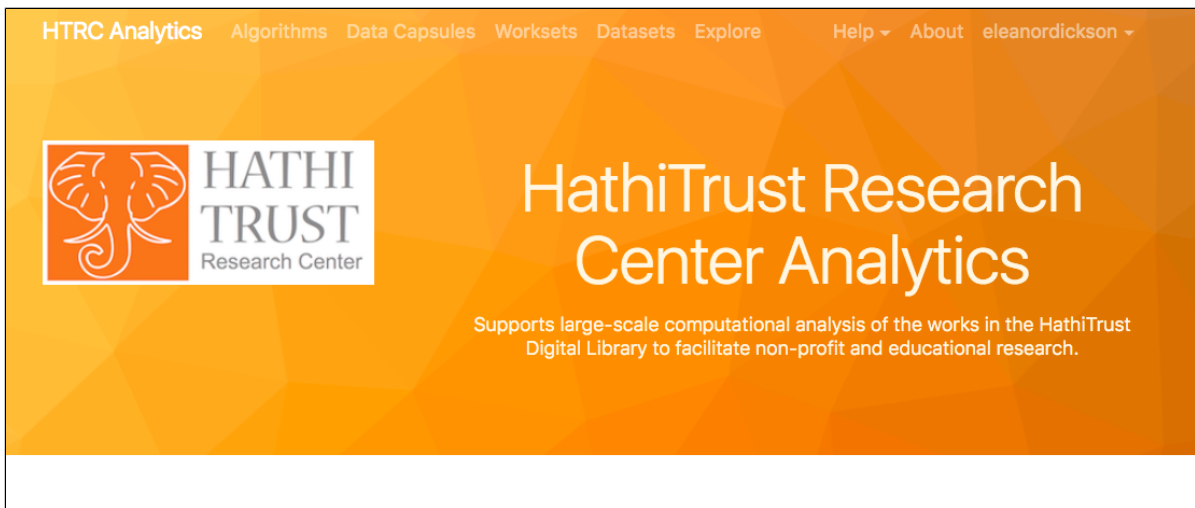 HTRC Analytics Algorithms Data Capsules Worksets Datasets Explore Help About eleanordickson
HATHI
TRUST
Research Center
HathiTrust Research
Center Analytics
Supports large-scale computational analysis of the works in the HathiTrust
Digital Library to facilitate non-profit and educational research.